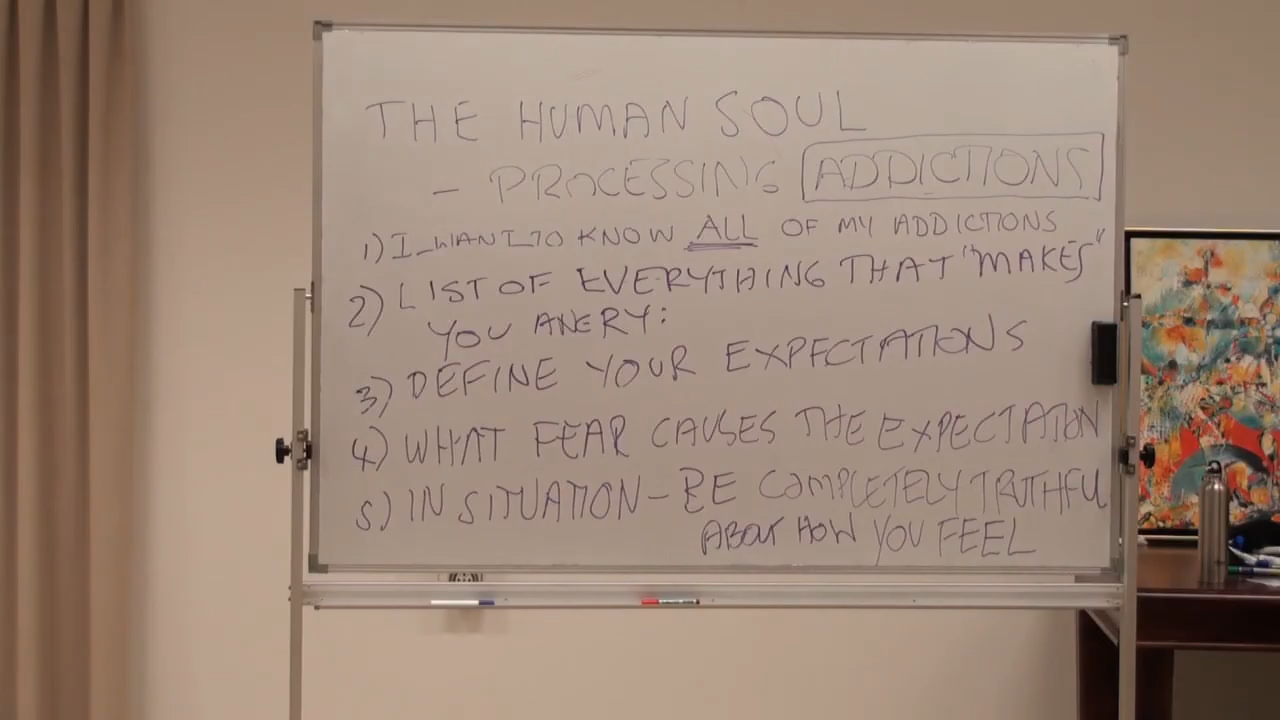 THE HUMAN SOUL
- PROCESSING ADDICTIONS
1) I WANT TO KNOW ALL OF MY ADDICTIONS
2) LIST OF EVERYTHING THAT "MAKES"
YOU ANGRY:
3) DEFINE YOUR EXPECTATIONS
4) WHAT FEAR CAUSES THE EXPECTATION
5) IN SITUATION - BE COMPLETELY TRUTHFUL
ABOUT HOW YOU FEEL